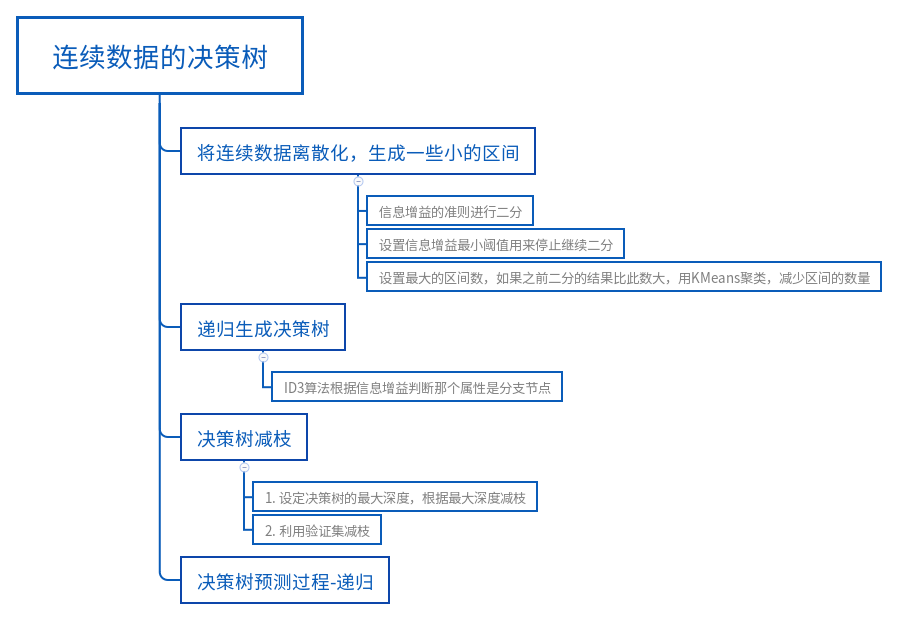 连续数据的决策树
将连续数据离散化，生成一些小的区间
信息增益的准则进行二分
设置信息增益最小阈值用来停止继续二分
设置最大的区间数，如果之前二分的结果比此数大，用KMeans聚类，减少区间的数量
递归生成决策树
ID3算法根据信息增益判断那个属性是分支节点
决策树减枝
1. 设定决策树的最大深度，根据最大深度减枝
2. 利用验证集减枝
决策树预测过程-递归